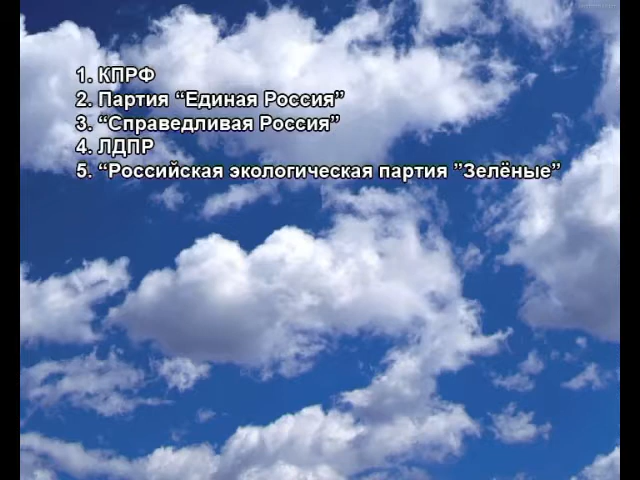 1. КПРФ
2. Партия “Единая Россия”
3. “Справедливая Россия”
4. ЛДПР
5. “Российская экологическая партия ”Зелёные”